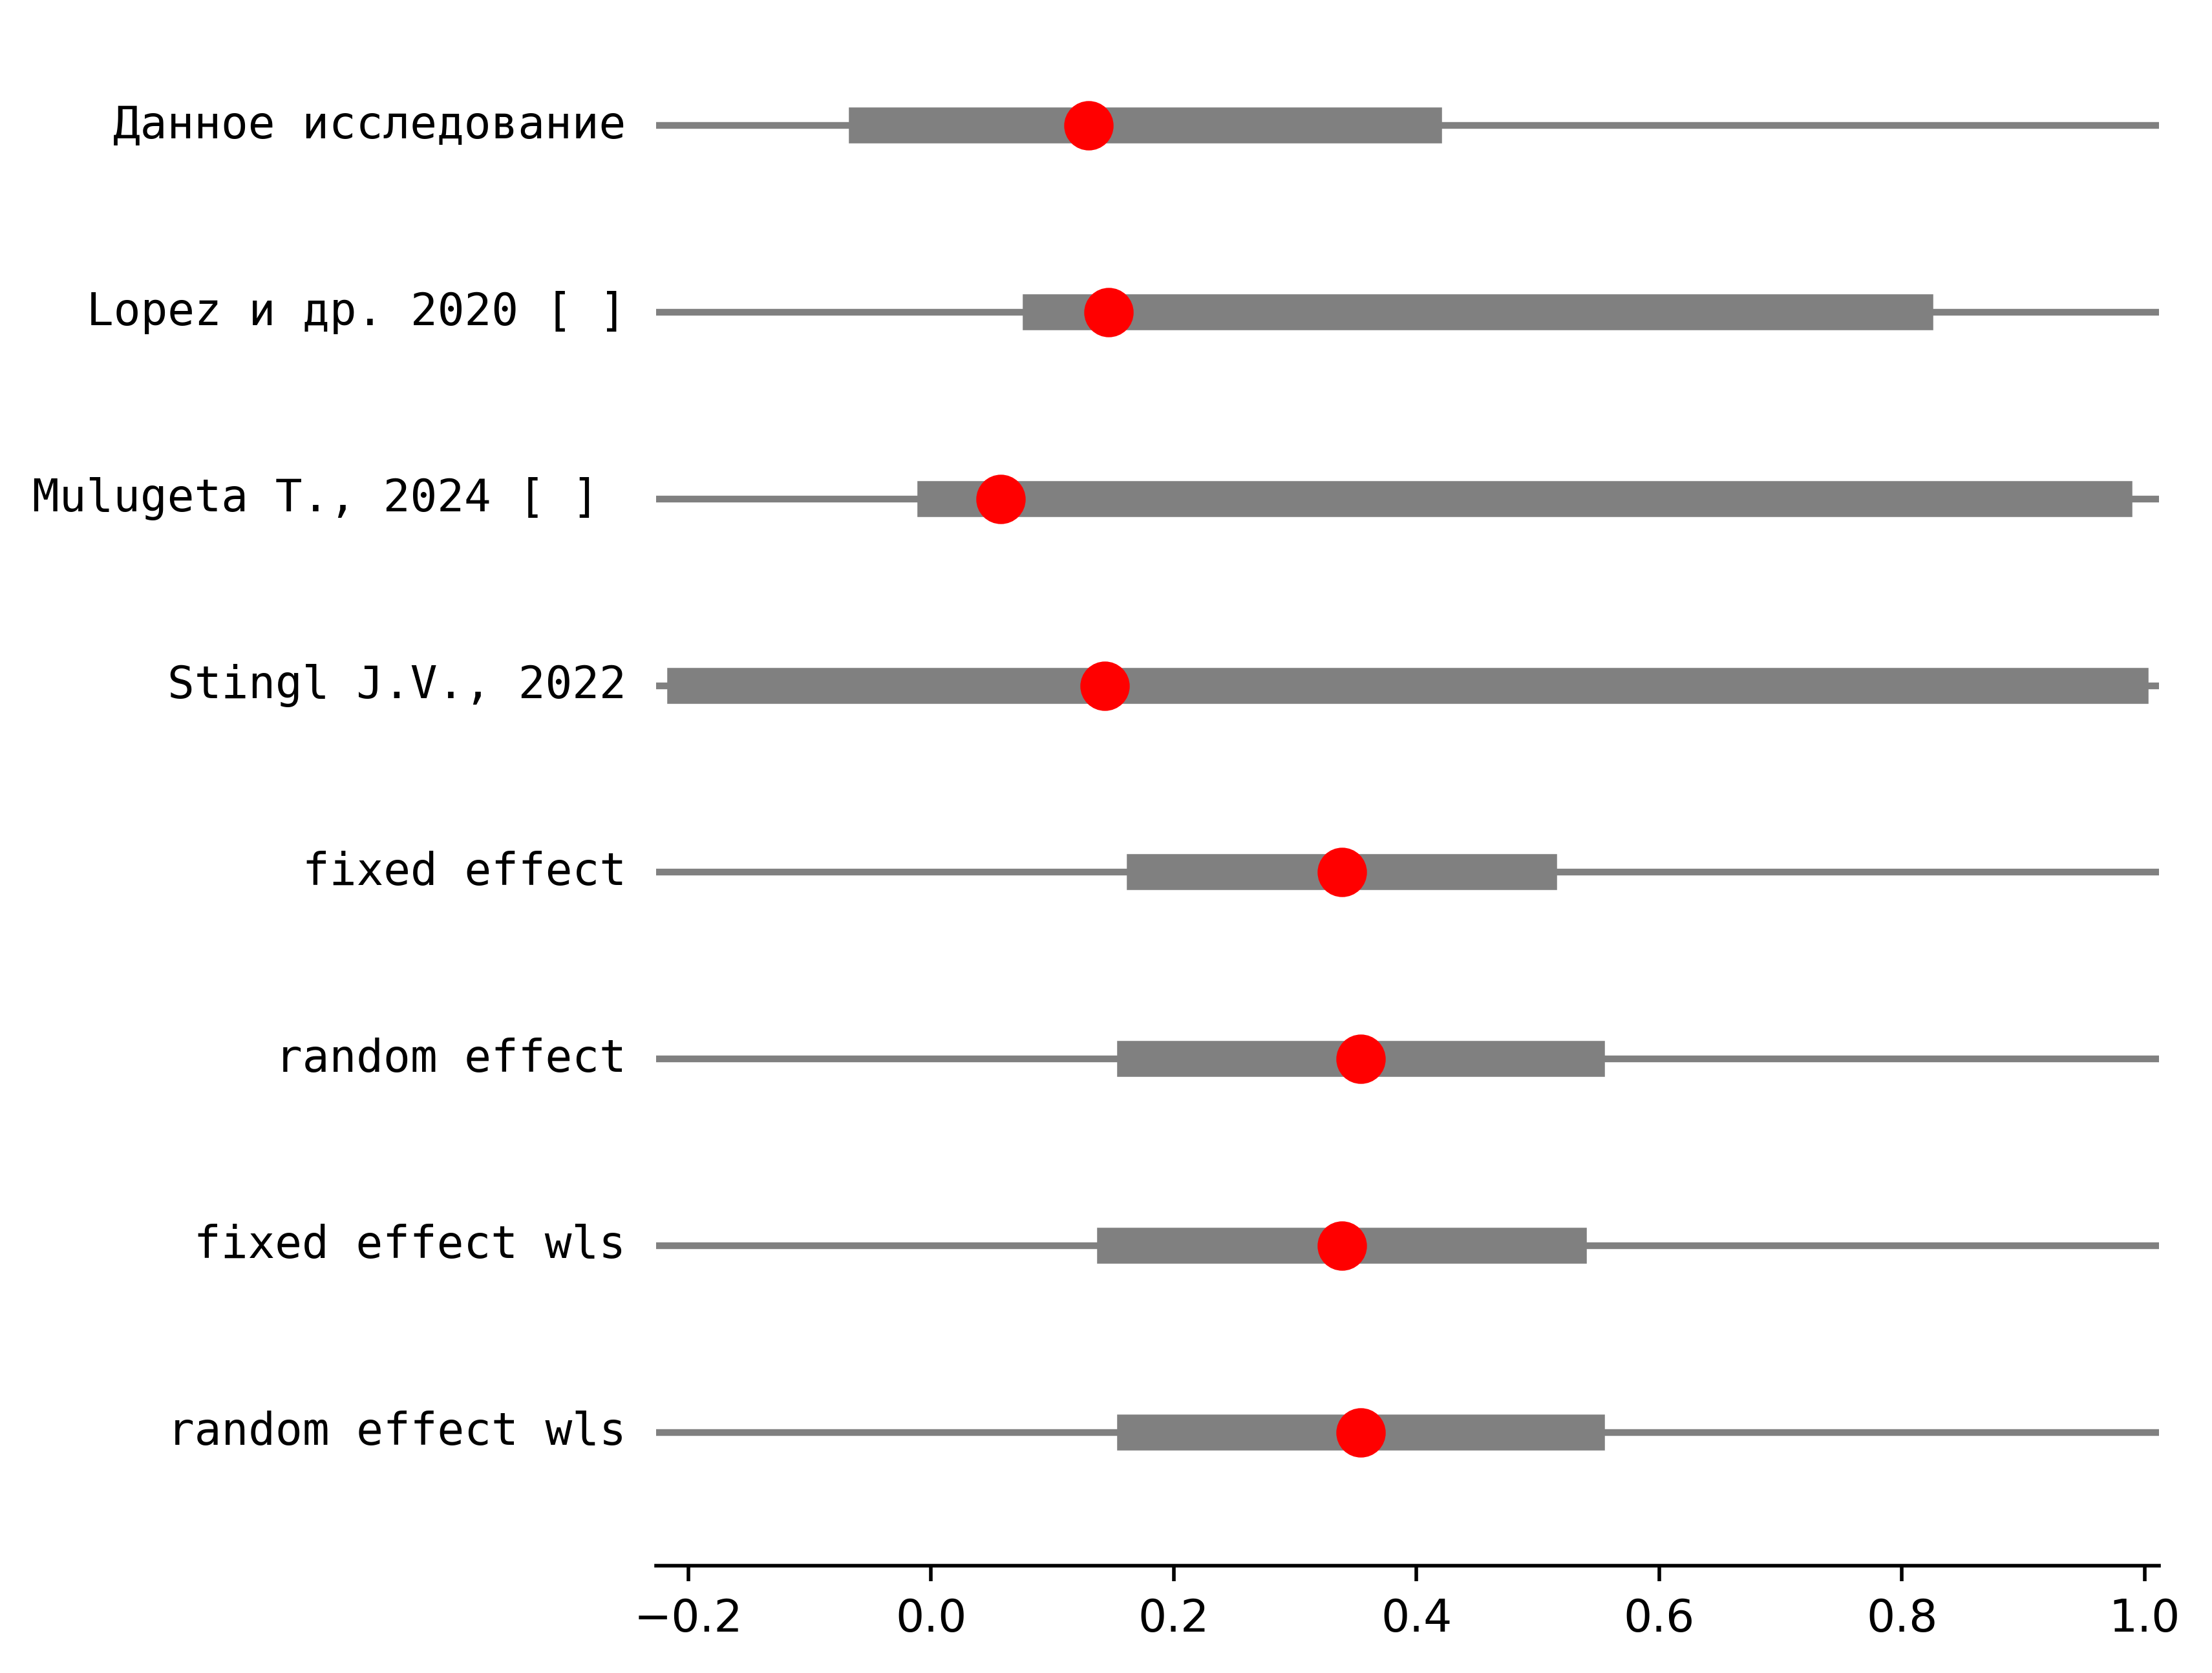 Данное исследование
Lopez и др. 2020 [ ]
Mulugeta T., 2024 [ ]
Stingl J.V., 2022
fixed effect
random effect
fixed effect wls
random effect wls
−0.2 0.0 0.2 0.4 0.6 0.8 1.0